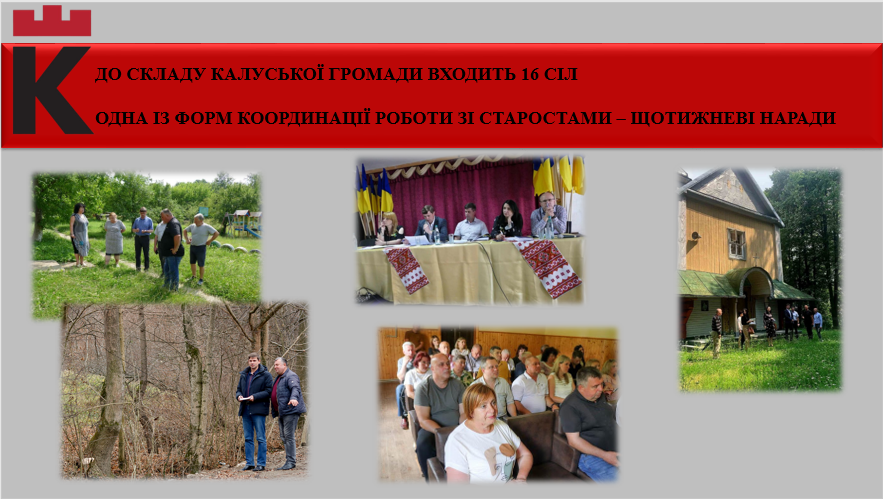 К
ДО СКЛАДУ КАЛУСЬКОЇ ГРОМАДИ ВХОДИТЬ 16 СІЛ
ОДНА ІЗ ФОРМ КООРДИНАЦІЇ РОБОТИ ЗІ СТАРОСТАМИ – ЩОТИЖНЕВІ НАРАДИ